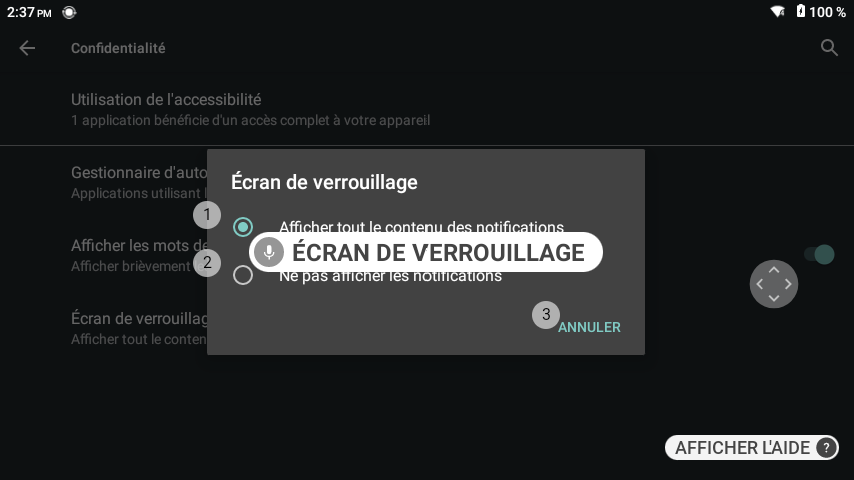 2:37 PM
100 %
Confidentialité
Utilisation de l'accessibilité
1 application bénéficie d'un accès complet à votre appareil
Gestionnaire d'auto
Applications utilisant l
Écran de verrouillage
1
Afficher tout le contenu des notifications
Afficher les mots de
ÉCRAN DE VERROUILLAGE
2
Afficher brièvement
Ne pas afficher les notifications
Écran de verrouillag
3
ANNULER
Afficher tout le conten
AFFICHER L'AIDE ?